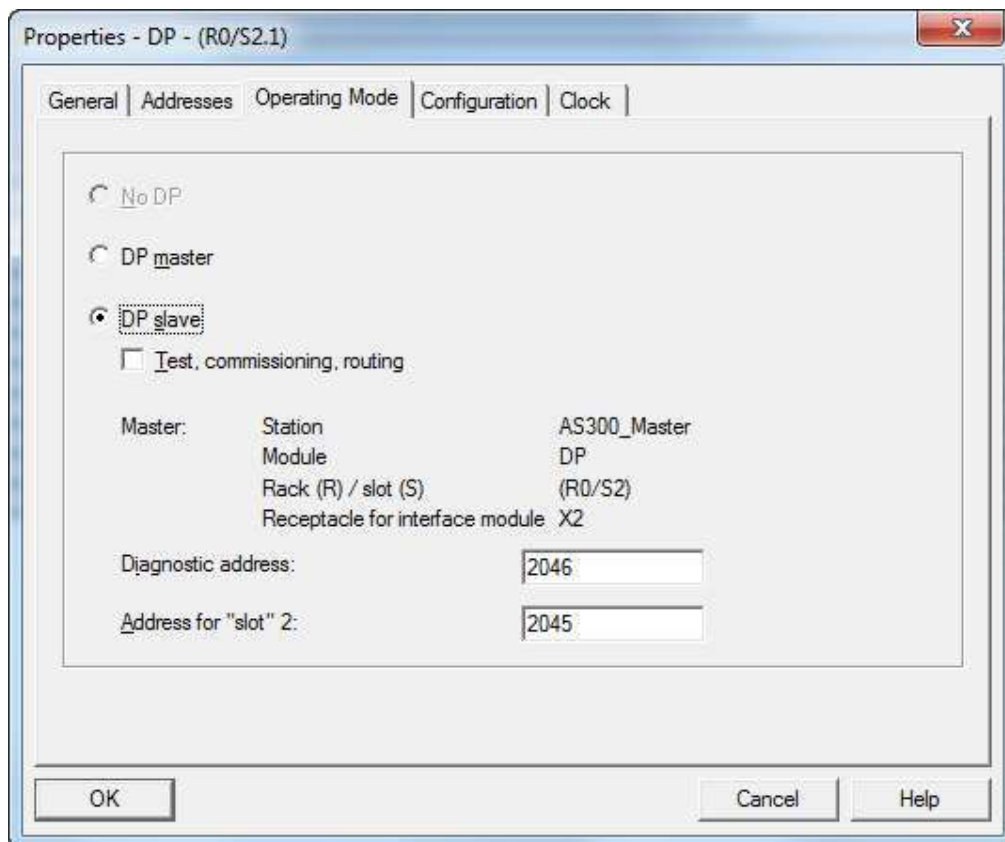 Properties - DP - (R0/S2.1)
General Addresses Operating Mode Configuration Clock
No DP
DP master
DP slave
Test, commissioning, routing
Master: Station AS300_Master
Module DP
Rack (R) / slot (S) (R0/S2)
Receptacle for interface module X2
Diagnostic address: 2046
Address for "slot" 2: 2045
OK Cancel Help